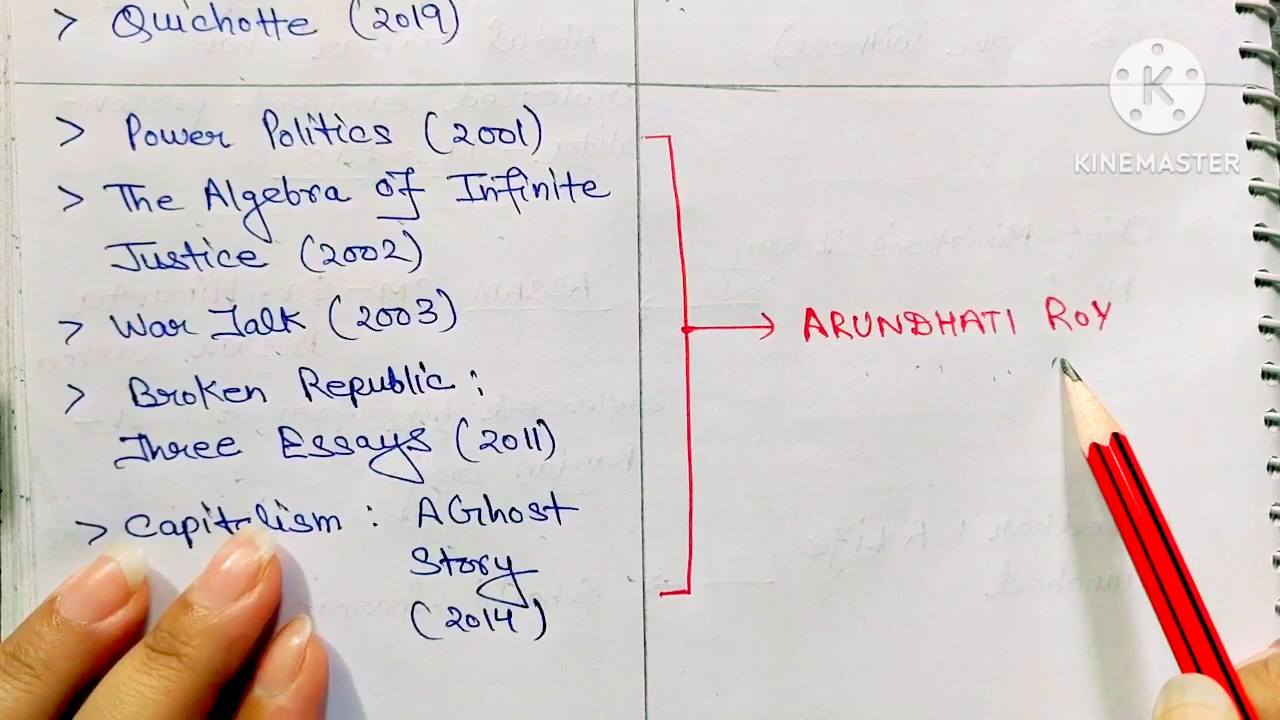 > Quichotte (2019)
> Power Politics (2001)
> The Algebra of Infinite
Justice (2002)
> War Talk (2003)
> Broken Republic :
Three Essays (2011)
> Capitalism : A Ghost
Story
(2014)
ARUNDHATI ROY
K
KINEMASTER